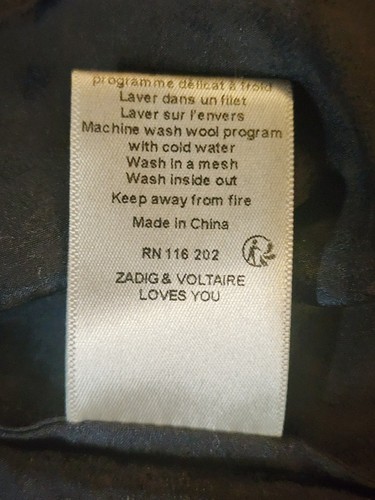 programme délicat à froid
Laver dans un filet
Laver sur l'envers
Machine wash wool program
with cold water
Wash in a mesh
Wash inside out
Keep away from fire
Made in China
RN 116 202
ZADIG & VOLTAIRE
LOVES YOU